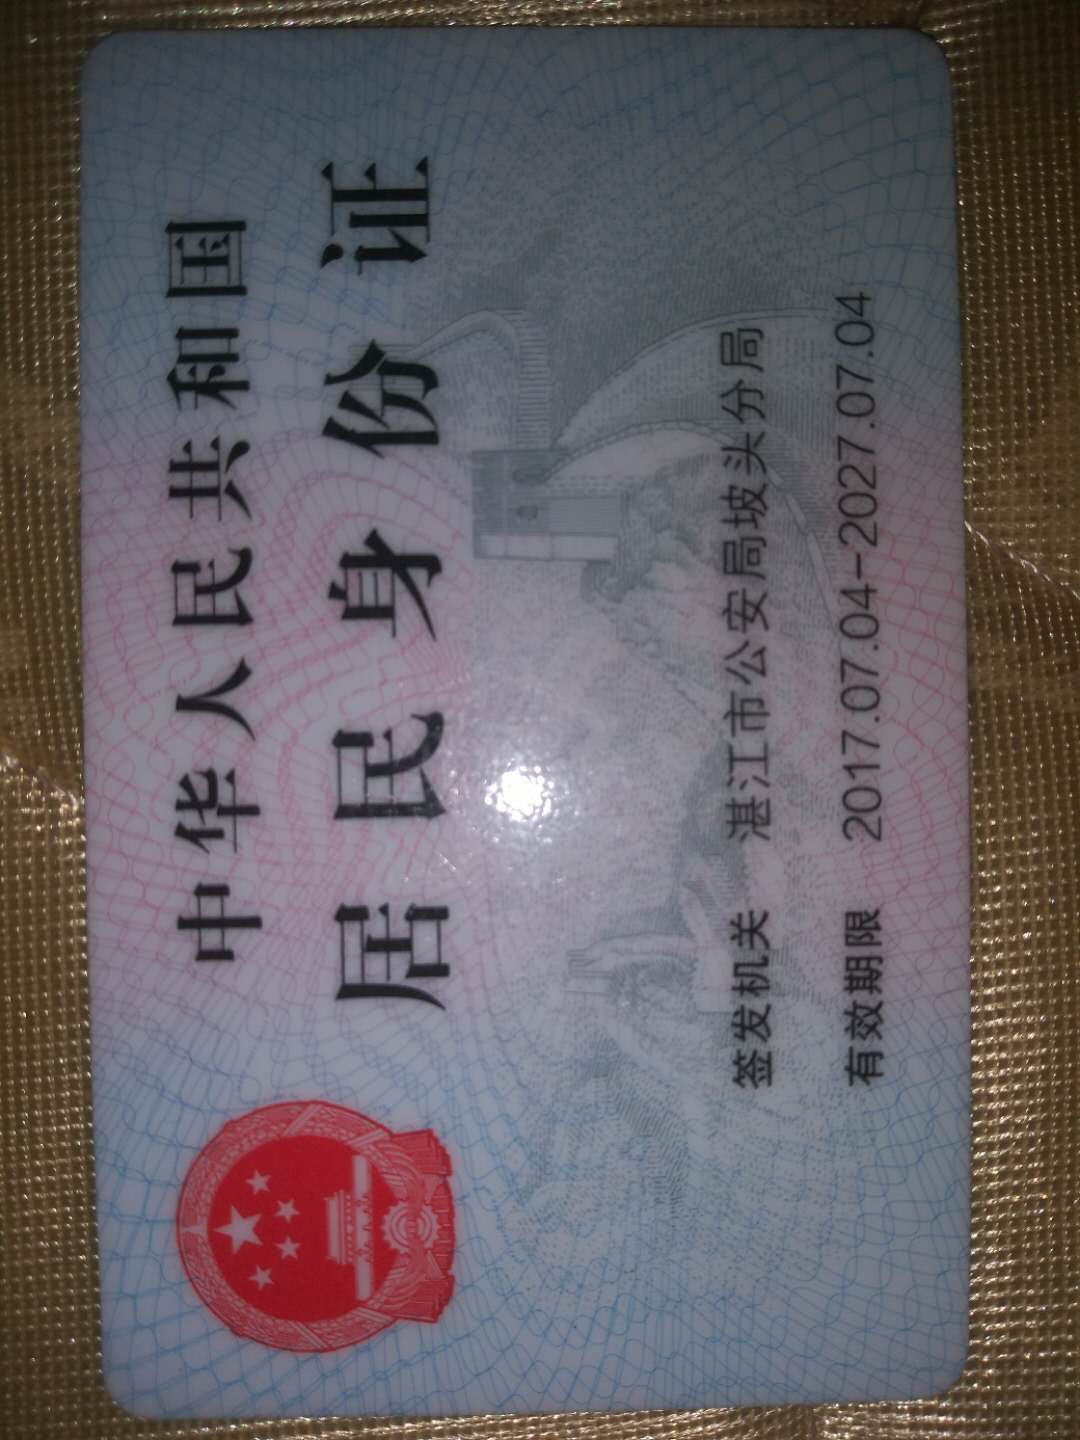 中华人民共和国
居民身份证
签发机关 湛江市公安局坡头分局
有效期限 2017.07.04-2027.07.04